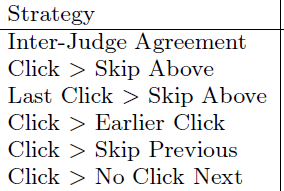 Strategy
Inter-Judge Agreement
Click > Skip Above
Last Click > Skip Above
Click > Earlier Click
Click > Skip Previous
Click > No Click Next